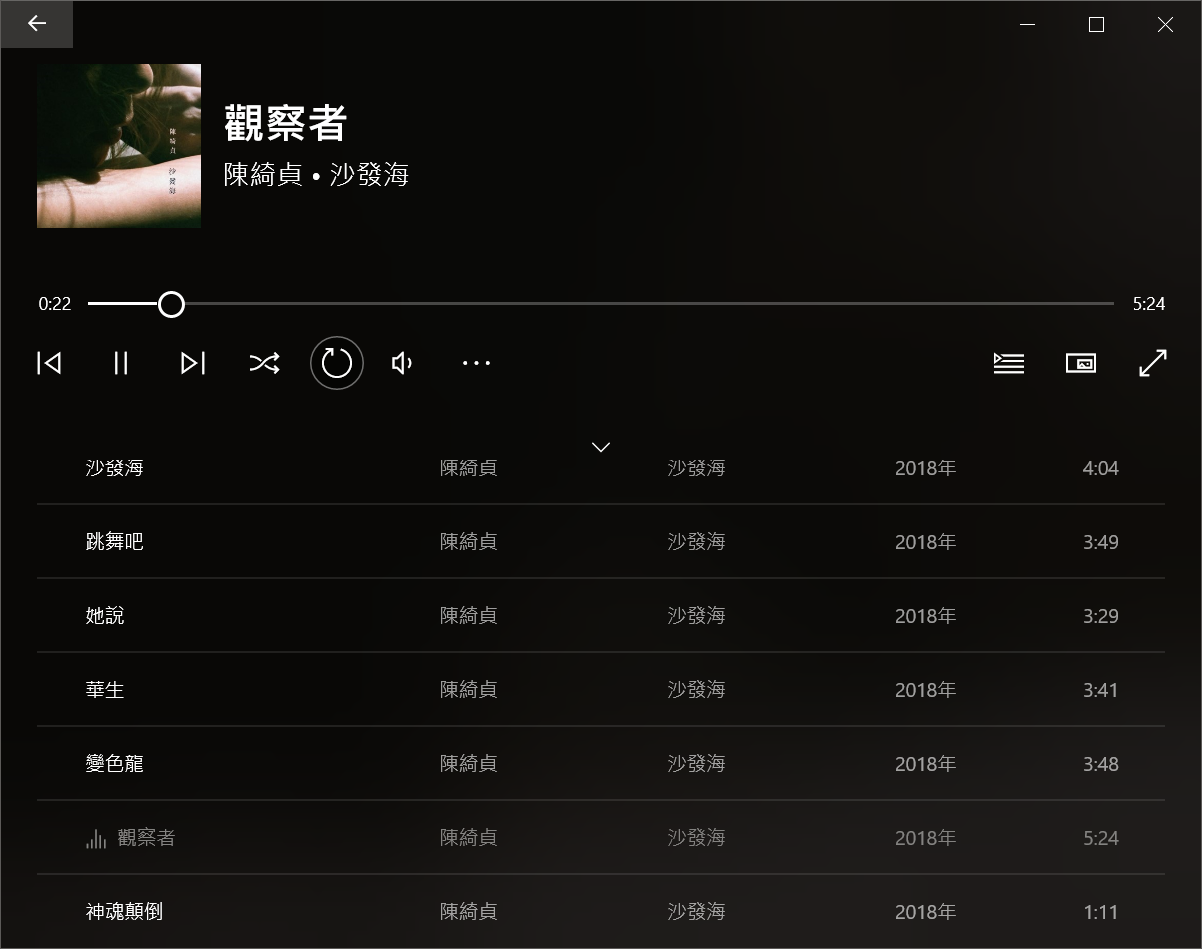 陳綺貞 沙發海
觀察者
陳綺貞 • 沙發海
0:22 5:24
沙發海 陳綺貞 沙發海 2018年 4:04
跳舞吧 陳綺貞 沙發海 2018年 3:49
她說 陳綺貞 沙發海 2018年 3:29
華生 陳綺貞 沙發海 2018年 3:41
變色龍 陳綺貞 沙發海 2018年 3:48
觀察者 陳綺貞 沙發海 2018年 5:24
神魂顛倒 陳綺貞 沙發海 2018年 1:11